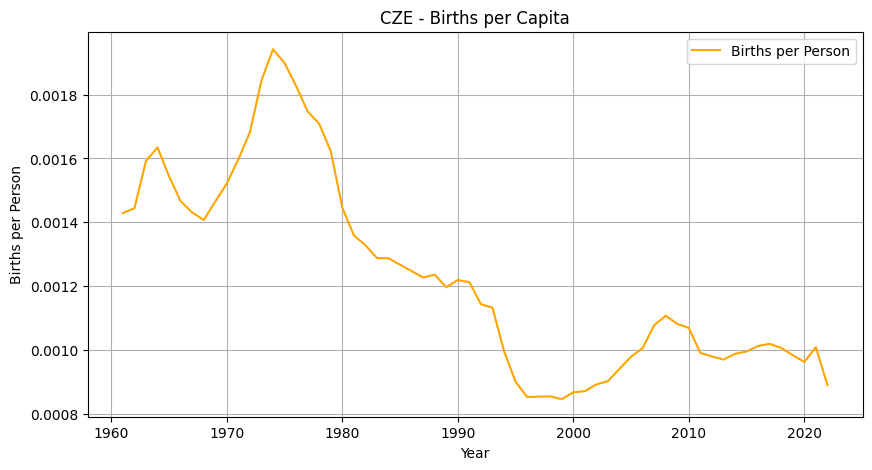 CZE - Births per Capita
Births per Person
0.0018
0.0016
0.0014
0.0012
0.0010
0.0008
Births per Person
1960 1970 1980 1990 2000 2010 2020
Year